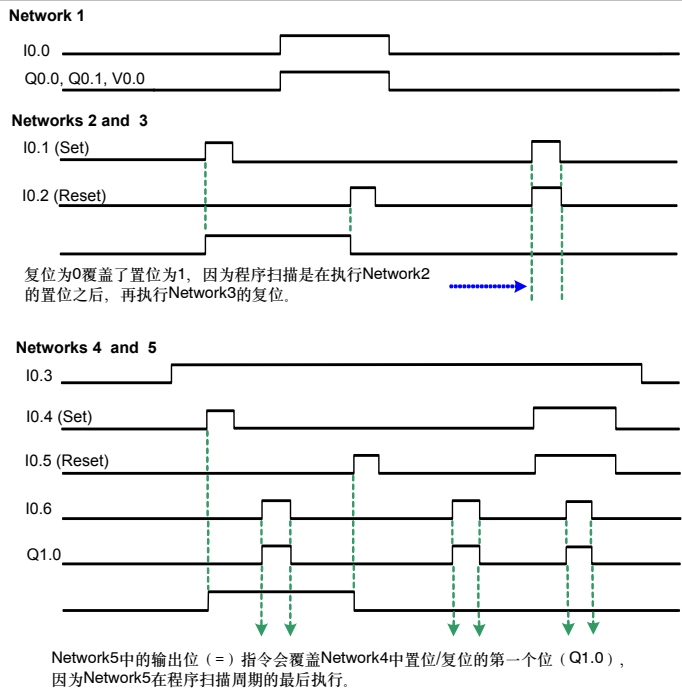 Network 1
I0.0
Q0.0, Q0.1, V0.0
Networks 2 and 3
I0.1 (Set)
I0.2 (Reset)
复位为0覆盖了置位为1，因为程序扫描是在执行Network2
的置位之后，再执行Network3的复位。
Networks 4 and 5
I0.3
I0.4 (Set)
I0.5 (Reset)
I0.6
Q1.0
Network5中的输出位（=）指令会覆盖Network4中置位/复位的第一个位（Q1.0），
因为Network5在程序扫描周期的最后执行。